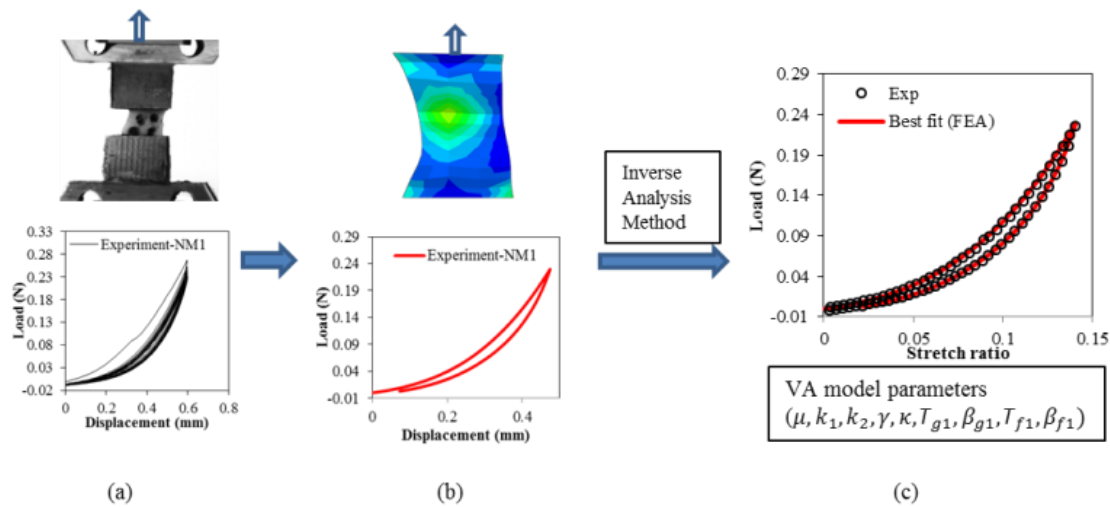 0.33
0.28
0.23
0.18
0.13
0.08
0.03
-0.02
Load (N)
Experiment-NM1
0 0.2 0.4 0.6 0.8
Displacement (mm)
(a)
0.29
0.24
0.19
0.14
0.09
0.04
-0.01
Load (N)
Experiment-NM1
0 0.2 0.4
Displacement (mm)
(b)
Inverse
Analysis
Method
0.29
0.24
0.19
0.14
0.09
0.04
-0.01
Load (N)
Exp
Best fit (FEA)
0 0.05 0.1 0.15
Stretch ratio
VA model parameters
(μ, k₁, k₂, γ, κ, T_g1, β_g1, T_f1, β_f1)
(c)